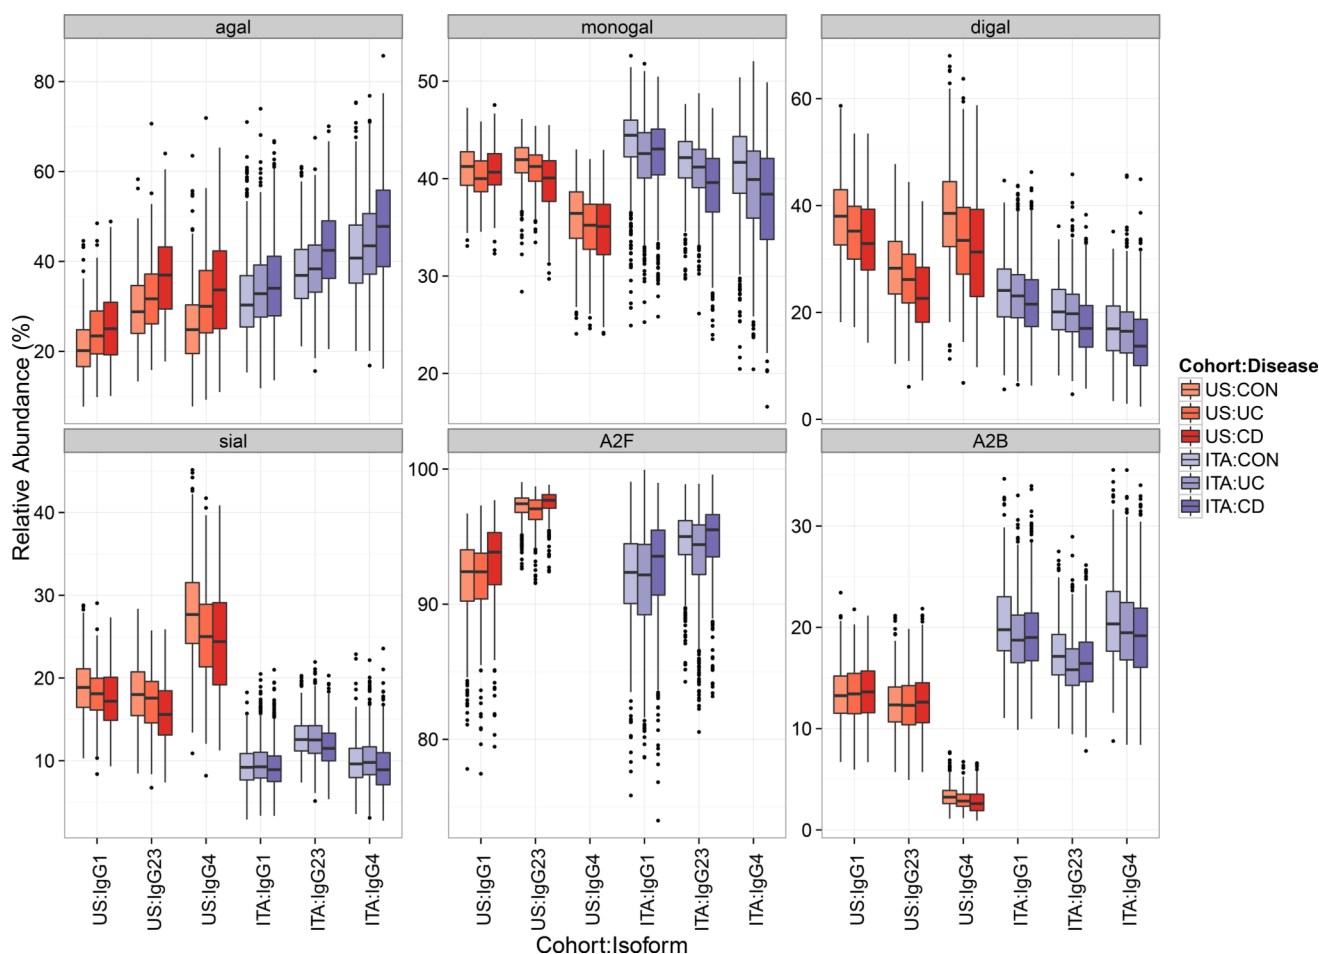 agal
monogal
digal
80
60
40
20
50
40
30
20
60
40
20
0
Relative Abundance (%)
sial
A2F
A2B
40
30
20
10
100
90
80
30
20
10
0
US:IgG1
US:IgG23
US:IgG4
ITA:IgG1
ITA:IgG23
ITA:IgG4
US:IgG1
US:IgG23
US:IgG4
ITA:IgG1
ITA:IgG23
ITA:IgG4
US:IgG1
US:IgG23
US:IgG4
ITA:IgG1
ITA:IgG23
ITA:IgG4
Cohort:Isoform
Cohort:Disease
US:CON
US:UC
US:CD
ITA:CON
ITA:UC
ITA:CD